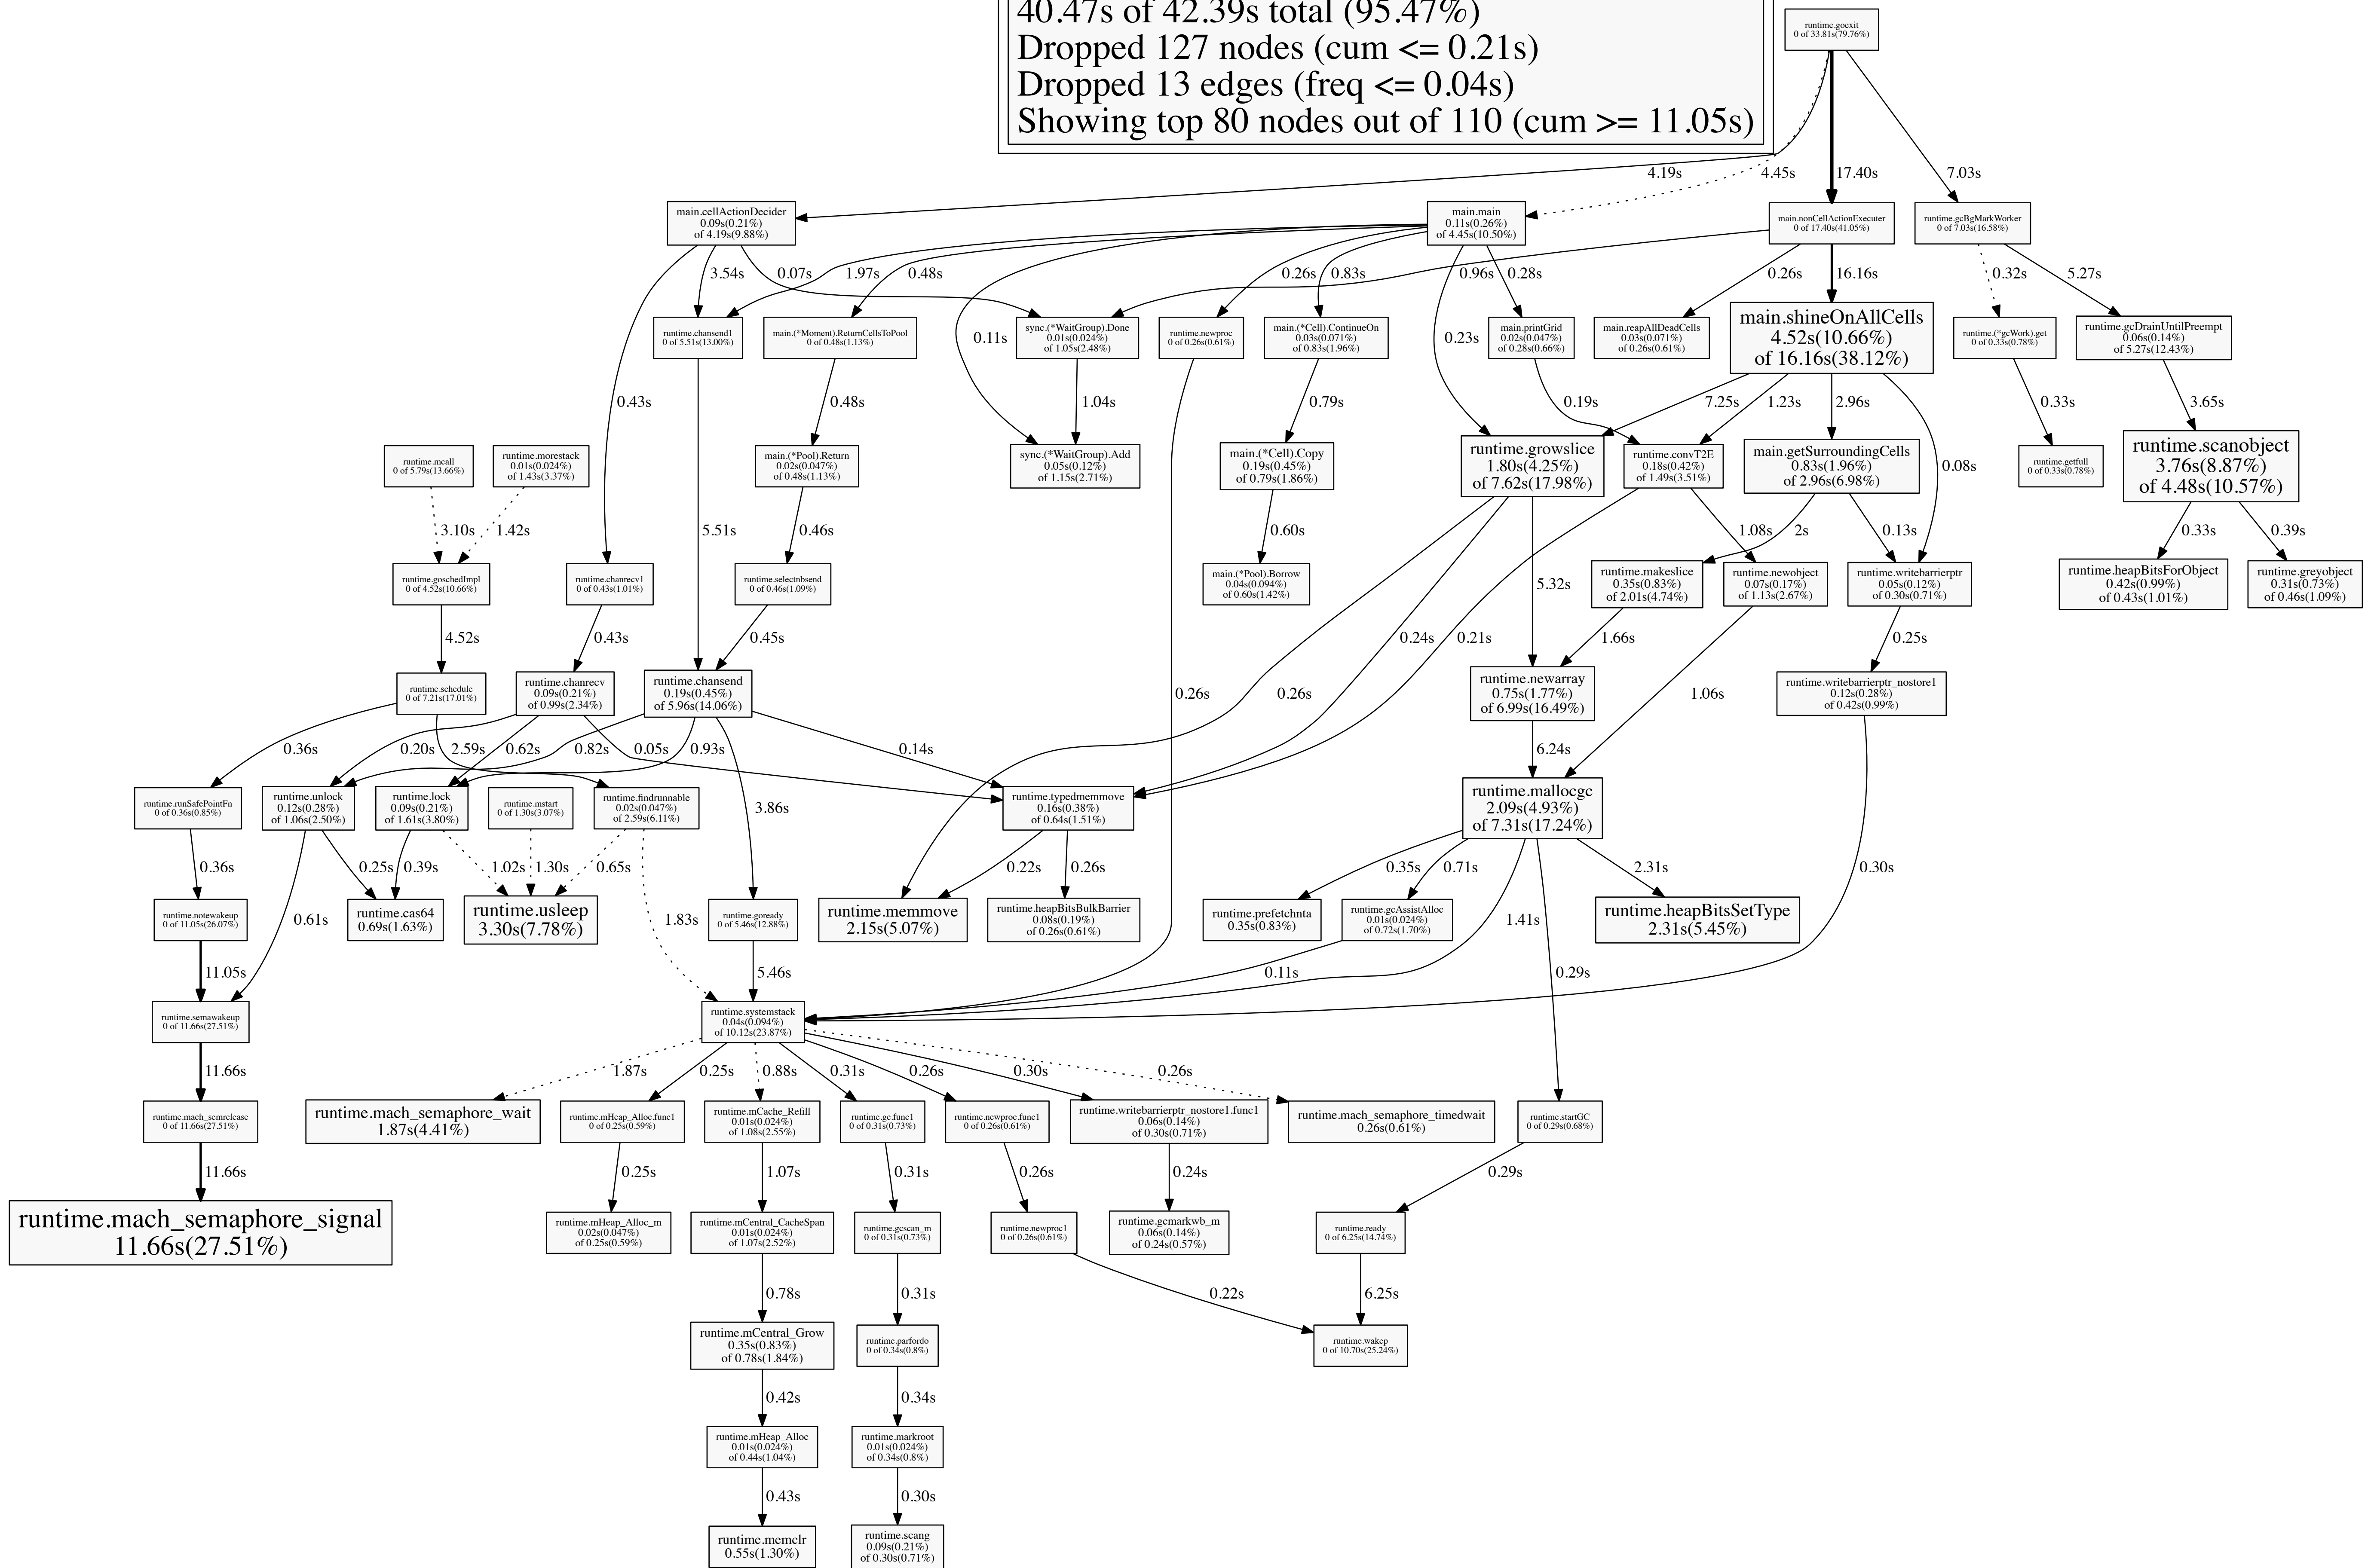 40.47s of 42.39s total (95.47%)
Dropped 127 nodes (cum <= 0.21s)
Dropped 13 edges (freq <= 0.04s)
Showing top 80 nodes out of 110 (cum >= 11.05s)
runtime.goexit
0 of 33.81s(79.76%)
4.19s
4.45s
17.40s
7.03s
main.cellActionDecider
0.09s(0.21%)
of 4.19s(9.88%)
main.main
0.11s(0.26%)
of 4.45s(10.50%)
main.nonCellActionExecuter
0 of 17.40s(41.05%)
runtime.gcBgMarkWorker
0 of 7.03s(16.58%)
3.54s
0.07s
1.97s
0.48s
0.26s
0.83s
0.96s
0.28s
0.26s
16.16s
0.32s
5.27s
runtime.chansend1
0 of 5.51s(13.00%)
main.(*Moment).ReturnCellsToPool
0 of 0.48s(1.13%)
0.11s
sync.(*WaitGroup).Done
0.01s(0.024%)
of 1.05s(2.48%)
runtime.newproc
0 of 0.26s(0.61%)
main.(*Cell).ContinueOn
0.03s(0.071%)
of 0.83s(1.96%)
0.23s
main.printGrid
0.02s(0.047%)
of 0.28s(0.66%)
main.reapAllDeadCells
0.03s(0.071%)
of 0.26s(0.61%)
main.shineOnAllCells
4.52s(10.66%)
of 16.16s(38.12%)
runtime.(*gcWork).get
0 of 0.33s(0.78%)
runtime.gcDrainUntilPreempt
0.06s(0.14%)
of 5.27s(12.43%)
0.43s
0.48s
1.04s
0.79s
0.19s
7.25s
1.23s
2.96s
0.33s
3.65s
runtime.mcall
0 of 5.79s(13.66%)
runtime.morestack
0.01s(0.024%)
of 1.43s(3.37%)
main.(*Pool).Return
0.02s(0.047%)
of 0.48s(1.13%)
sync.(*WaitGroup).Add
0.05s(0.12%)
of 1.15s(2.71%)
main.(*Cell).Copy
0.19s(0.45%)
of 0.79s(1.86%)
runtime.growslice
1.80s(4.25%)
of 7.62s(17.98%)
runtime.convT2E
0.18s(0.42%)
of 1.49s(3.51%)
main.getSurroundingCells
0.83s(1.96%)
of 2.96s(6.98%)
0.08s
runtime.getfull
0 of 0.33s(0.78%)
runtime.scanobject
3.76s(8.87%)
of 4.48s(10.57%)
3.10s
1.42s
5.51s
0.46s
0.60s
1.08s
2s
0.13s
0.33s
0.39s
runtime.goschedImpl
0 of 4.52s(10.66%)
runtime.chanrecv1
0 of 0.43s(1.01%)
runtime.selectnbsend
0 of 0.46s(1.09%)
main.(*Pool).Borrow
0.04s(0.094%)
of 0.60s(1.42%)
5.32s
runtime.makeslice
0.35s(0.83%)
of 2.01s(4.74%)
runtime.newobject
0.07s(0.17%)
of 1.13s(2.67%)
runtime.writebarrierptr
0.05s(0.12%)
of 0.30s(0.71%)
runtime.heapBitsForObject
0.42s(0.99%)
of 0.43s(1.01%)
runtime.greyobject
0.31s(0.73%)
of 0.46s(1.09%)
4.52s
0.43s
0.45s
0.24s
0.21s
1.66s
0.25s
runtime.schedule
0 of 7.21s(17.01%)
runtime.chanrecv
0.09s(0.21%)
of 0.99s(2.34%)
runtime.chansend
0.19s(0.45%)
of 5.96s(14.06%)
0.26s
0.26s
runtime.newarray
0.75s(1.77%)
of 6.99s(16.49%)
1.06s
runtime.writebarrierptr_nostore1
0.12s(0.28%)
of 0.42s(0.99%)
0.36s
0.20s
2.59s
0.62s
0.82s
0.05s
0.93s
0.14s
6.24s
runtime.runSafePointFn
0 of 0.36s(0.85%)
runtime.unlock
0.12s(0.28%)
of 1.06s(2.50%)
runtime.lock
0.09s(0.21%)
of 1.61s(3.80%)
runtime.mstart
0 of 1.30s(3.07%)
runtime.findrunnable
0.02s(0.047%)
of 2.59s(6.11%)
3.86s
runtime.typedmemmove
0.16s(0.38%)
of 0.64s(1.51%)
runtime.mallocgc
2.09s(4.93%)
of 7.31s(17.24%)
0.36s
0.25s
0.39s
1.02s
1.30s
0.65s
0.22s
0.26s
0.35s
0.71s
2.31s
0.30s
runtime.notewakeup
0 of 11.05s(26.07%)
0.61s
runtime.cas64
0.69s(1.63%)
runtime.usleep
3.30s(7.78%)
1.83s
runtime.goready
0 of 5.46s(12.88%)
runtime.memmove
2.15s(5.07%)
runtime.heapBitsBulkBarrier
0.08s(0.19%)
of 0.26s(0.61%)
runtime.prefetchnta
0.35s(0.83%)
runtime.gcAssistAlloc
0.01s(0.024%)
of 0.72s(1.70%)
1.41s
runtime.heapBitsSetType
2.31s(5.45%)
11.05s
5.46s
0.11s
0.29s
runtime.semawakeup
0 of 11.66s(27.51%)
runtime.systemstack
0.04s(0.094%)
of 10.12s(23.87%)
11.66s
1.87s
0.25s
0.88s
0.31s
0.26s
0.30s
0.26s
runtime.mach_semrelease
0 of 11.66s(27.51%)
runtime.mach_semaphore_wait
1.87s(4.41%)
runtime.mHeap_Alloc.func1
0 of 0.25s(0.59%)
runtime.mCache_Refill
0.01s(0.024%)
of 1.08s(2.55%)
runtime.gc.func1
0 of 0.31s(0.73%)
runtime.newproc.func1
0 of 0.26s(0.61%)
runtime.writebarrierptr_nostore1.func1
0.06s(0.14%)
of 0.30s(0.71%)
runtime.mach_semaphore_timedwait
0.26s(0.61%)
runtime.startGC
0 of 0.29s(0.68%)
11.66s
0.25s
1.07s
0.31s
0.26s
0.24s
0.29s
runtime.mach_semaphore_signal
11.66s(27.51%)
runtime.mHeap_Alloc_m
0.02s(0.047%)
of 0.25s(0.59%)
runtime.mCentral_CacheSpan
0.01s(0.024%)
of 1.07s(2.52%)
runtime.gcscan_m
0 of 0.31s(0.73%)
runtime.newproc1
0 of 0.26s(0.61%)
runtime.gcmarkwb_m
0.06s(0.14%)
of 0.24s(0.57%)
runtime.ready
0 of 6.25s(14.74%)
0.78s
0.31s
0.22s
6.25s
runtime.mCentral_Grow
0.35s(0.83%)
of 0.78s(1.84%)
runtime.parfordo
0 of 0.34s(0.8%)
runtime.wakep
0 of 10.70s(25.24%)
0.42s
0.34s
runtime.mHeap_Alloc
0.01s(0.024%)
of 0.44s(1.04%)
runtime.markroot
0.01s(0.024%)
of 0.34s(0.8%)
0.43s
0.30s
runtime.memclr
0.55s(1.30%)
runtime.scang
0.09s(0.21%)
of 0.30s(0.71%)